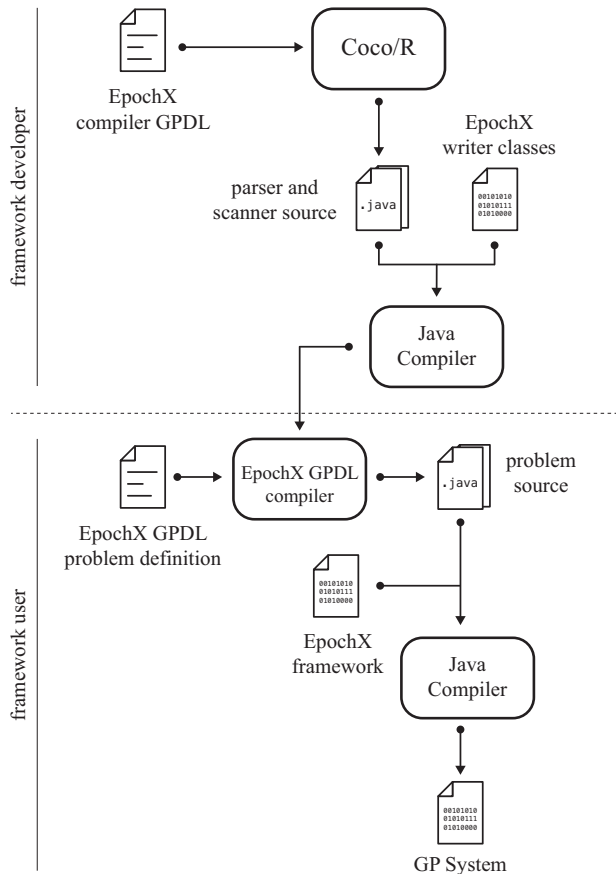 framework developer
Coco/R
EpochX
compiler GPDL
EpochX
writer classes
parser and
scanner source
.java
00101010
01010111
01010000
Java
Compiler
framework user
EpochX GPDL
compiler
.java
problem
source
EpochX GPDL
problem definition
00101010
01010111
01010000
EpochX
framework
Java
Compiler
00101010
01010111
01010000
GP System